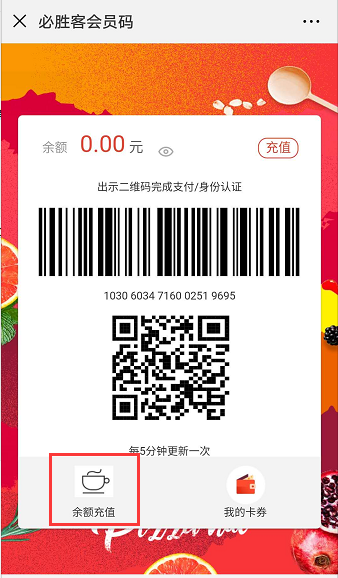 必胜客会员码
余额 0.00 元 充值
出示二维码完成支付/身份认证
1030 6034 7160 0251 9695
每5分钟更新一次
余额充值 我的卡券